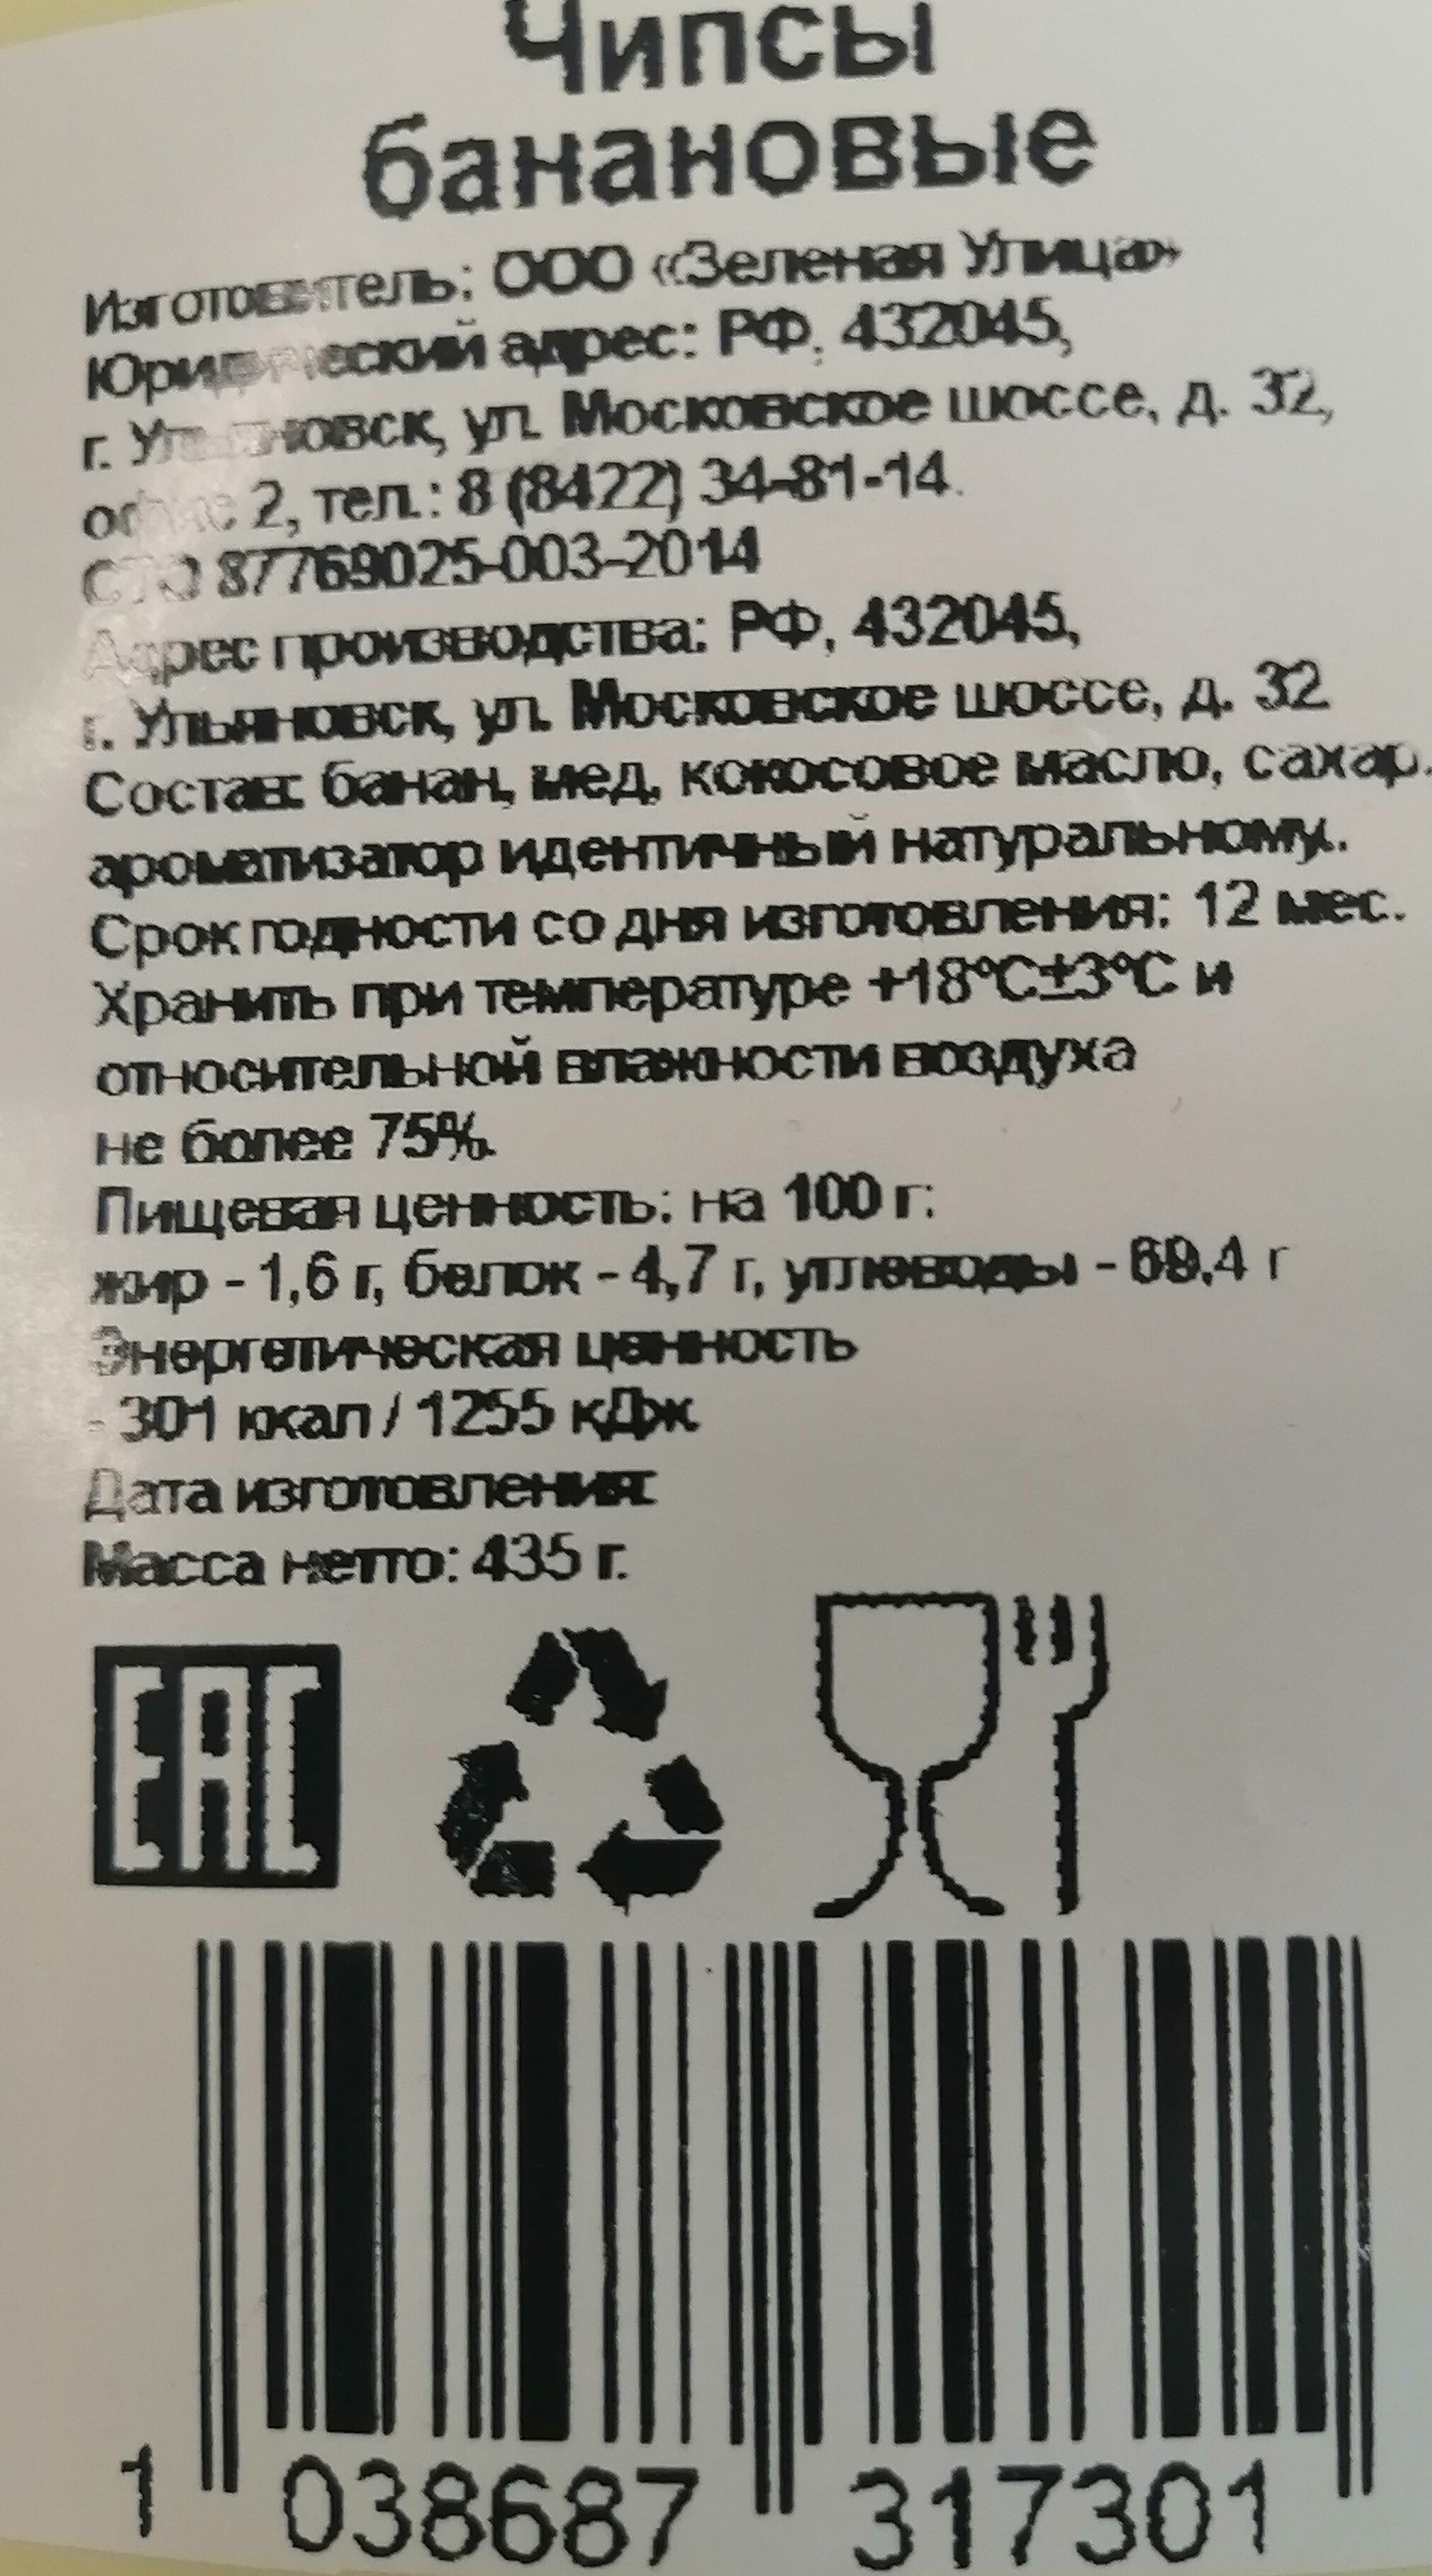 Чипсы
банановые
Изготовитель: ООО «Зеленая Улица»
Юридический адрес: РФ, 432045,
г. Ульяновск, ул. Московское шоссе, д. 32,
офис 2, тел.: 8 (8422) 34-81-14.
СТО 87769025-003-2014
Адрес производства: РФ, 432045,
г. Ульяновск, ул. Московское шоссе, д. 32
Состав: банан, мед, кокосовое масло, сахар,
ароматизатор идентичный натуральному.
Срок годности со дня изготовления: 12 мес.
Хранить при температуре +18°С±3°С и
относительной влажности воздуха
не более 75%.
Пищевая ценность: на 100 г:
жир - 1,6 г, белок - 4,7 г, углеводы - г
Энергетическая ценность
- 301 ккал / 1255 кДж
Дата изготовления:
Масса нетто: 435 г.
ЕАС
1 038687 317301